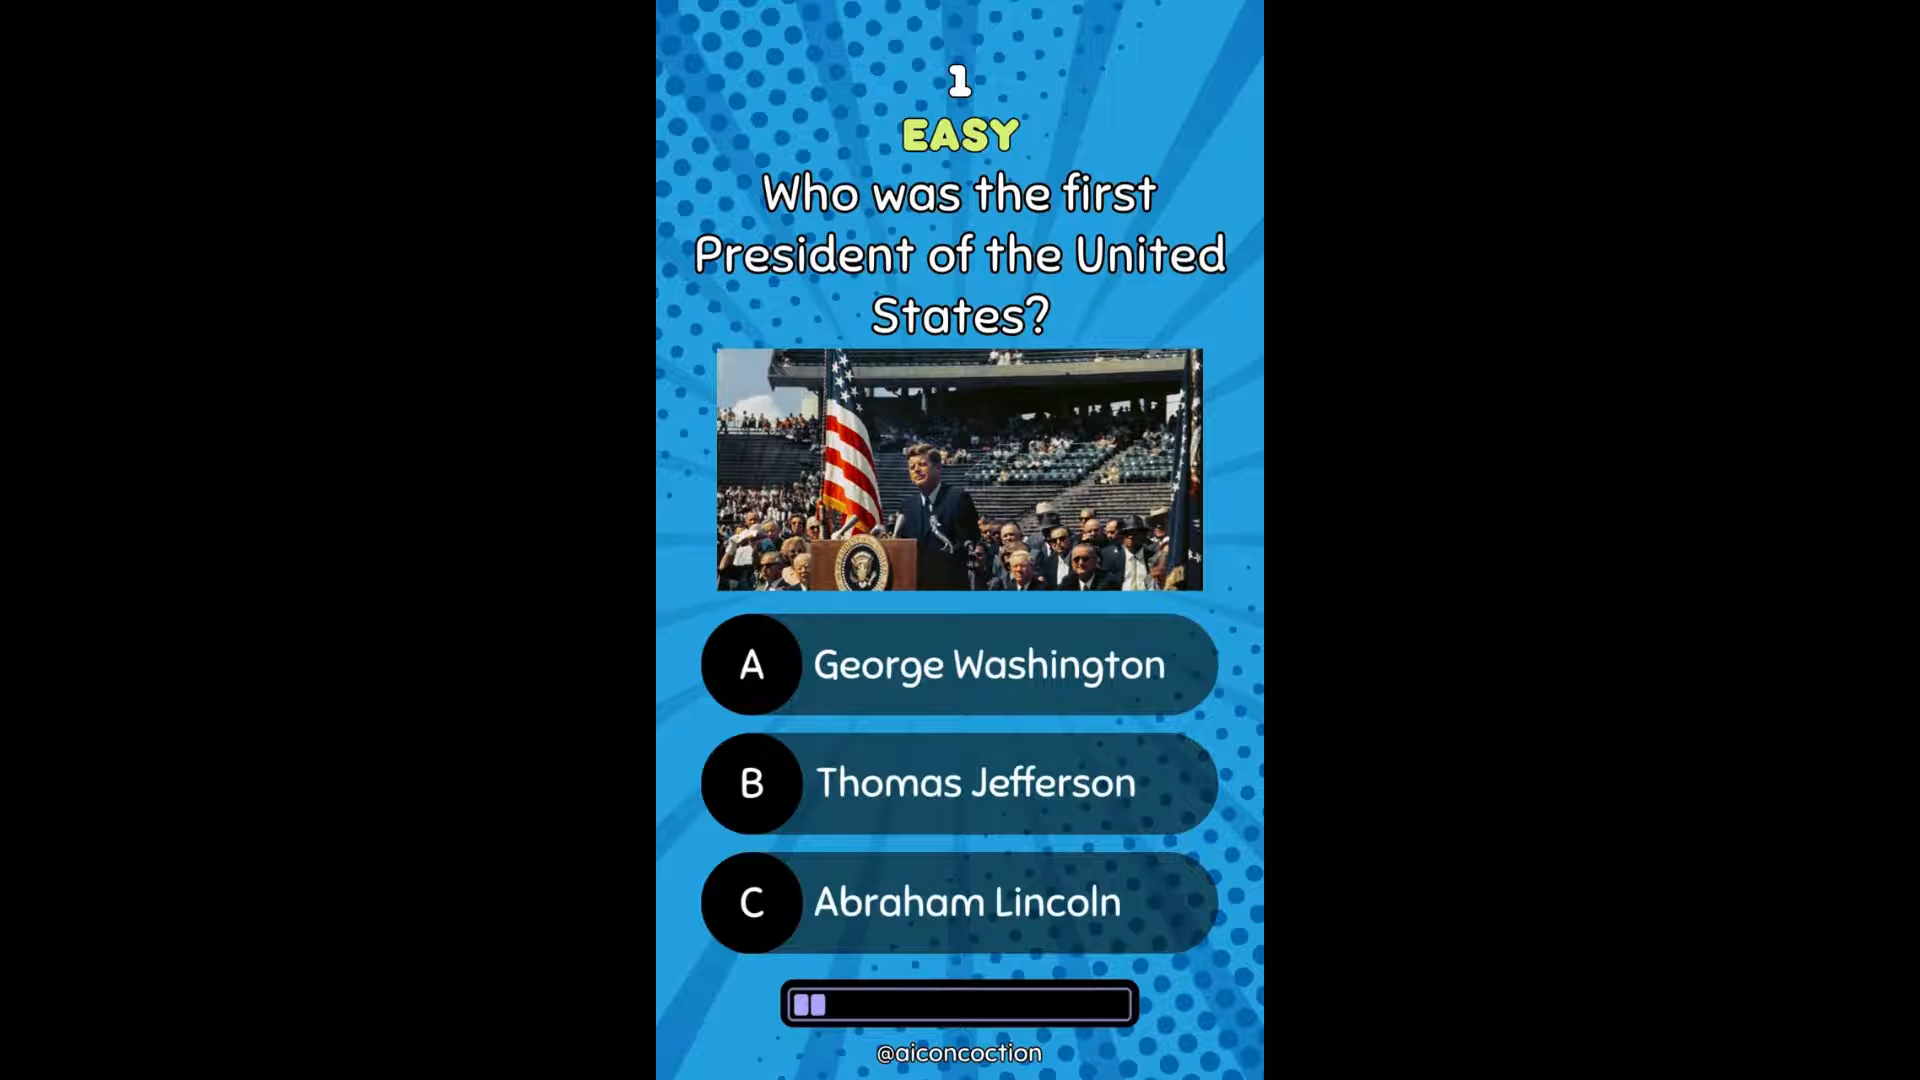 1
EASY
Who was the first
President of the United
States?
A George Washington
B Thomas Jefferson
C Abraham Lincoln
@aiconcoction